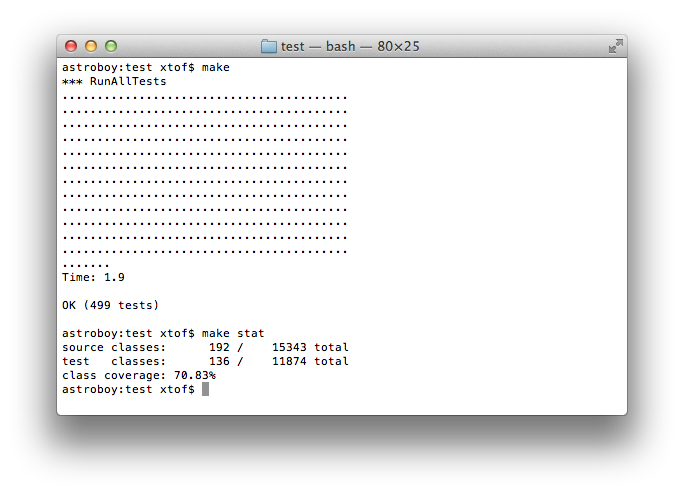 test — bash — 80×25
astroboy:test xtof$ make
*** RunAllTests
.........................................
.........................................
.........................................
.........................................
.........................................
.........................................
.........................................
.........................................
.........................................
.........................................
.........................................
.........................................
.......
Time: 1.9
OK (499 tests)
astroboy:test xtof$ make stat
source classes:      192 /    15343 total
test   classes:      136 /    11874 total
class coverage: 70.83%
astroboy:test xtof$